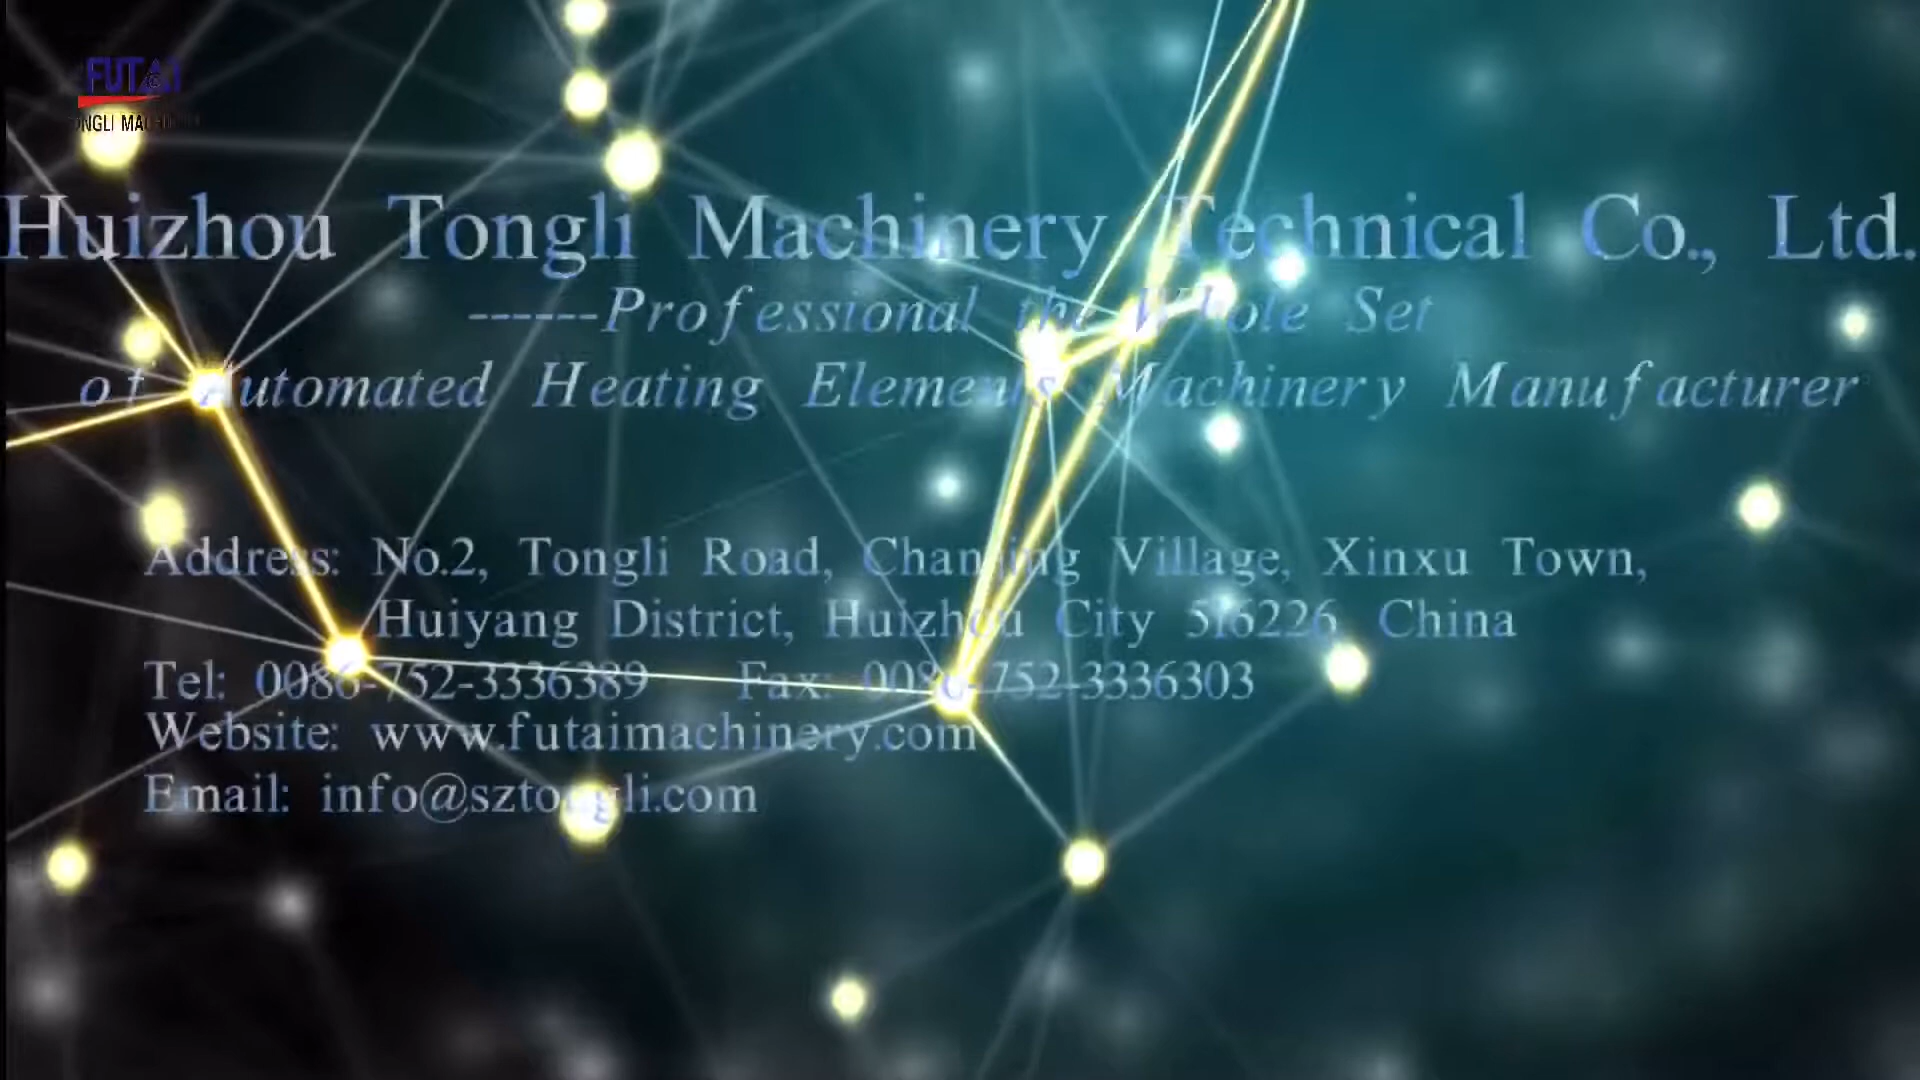 FUTAI
TONGLI MACHINERY
Huizhou Tongli Machinery Technical Co., Ltd.
------Professional the Whole Set
of Automated Heating Elements Machinery Manufacturer
Address: No.2, Tongli Road, Village, Xinxu Town,
Huiyang District, Huizhou City 516226, China
Tel: 0086-752-3336389 Fax: 0086-752-3336303
Website: www.futaimachinery.com
Email: info@sztongli.com